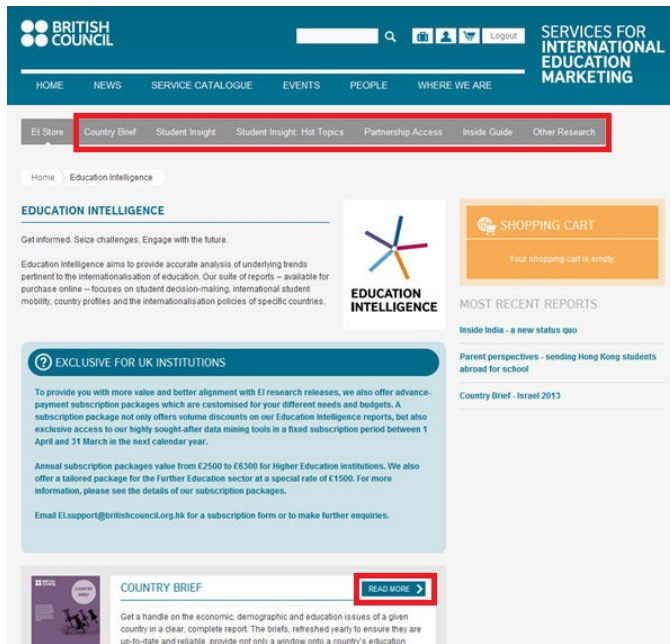 BRITISH
COUNCIL
Logout
SERVICES FOR
INTERNATIONAL
EDUCATION
MARKETING
HOME NEWS SERVICE CATALOGUE EVENTS PEOPLE WHERE WE ARE
EI Store Country Brief Student Insight Student Insight: Hot Topics Partnership Access Inside Guide Other Research
Home Education Intelligence
EDUCATION INTELLIGENCE
Get informed. Seize challenges. Engage with the future.
Education Intelligence aims to provide accurate analysis of underlying trends
pertinent to the internationalisation of education. Our suite of reports – available for
purchase online – focuses on student decision-making, international student
mobility, country profiles and the internationalisation policies of specific countries.
EDUCATION
INTELLIGENCE
SHOPPING CART
Your shopping cart is empty.
MOST RECENT REPORTS
Inside India - a new status quo
Parent perspectives - sending Hong Kong students
abroad for school
Country Brief - Israel 2013
? EXCLUSIVE FOR UK INSTITUTIONS
To provide you with more value and better alignment with EI research releases, we also offer advance-
payment subscription packages which are customised for your different needs and budgets. A
subscription package not only offers volume discounts on our Education Intelligence reports, but also
exclusive access to our highly sought-after data mining tools in a fixed subscription period between 1
April and 31 March in the next calendar year.
Annual subscription packages value from £2500 to £6300 for Higher Education institutions. We also
offer a tailored package for the Further Education sector at a special rate of £1500. For more
information, please see the details of our subscription packages.
Email EI.support@britishcouncil.org.hk for a subscription form or to make further enquiries.
COUNTRY
BRIEF
COUNTRY BRIEF
READ MORE
Get a handle on the economic, demographic and education issues of a given
country in a clear, complete report. The briefs, refreshed yearly to ensure they are
up-to-date and reliable, provide not only a window onto a country's education